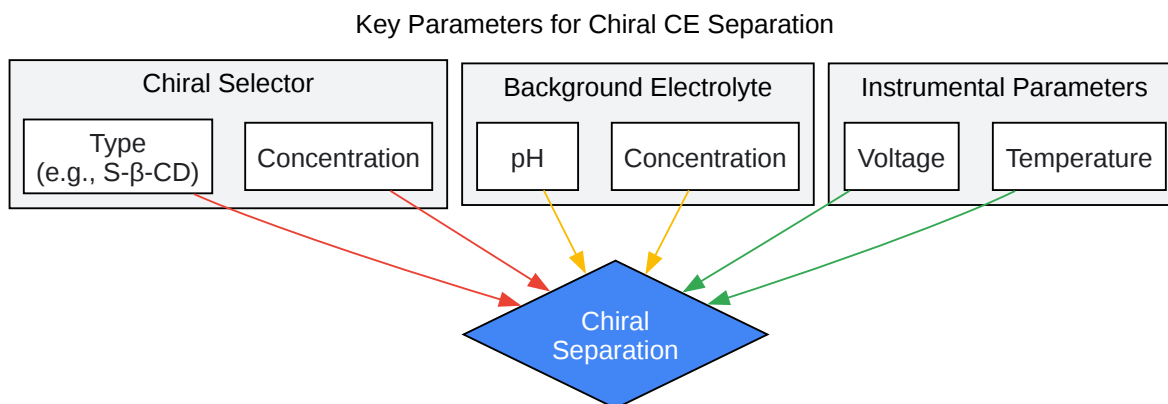 Key Parameters for Chiral CE Separation
Chiral Selector
Type
(e.g., S-β-CD)
Concentration
Background Electrolyte
pH
Concentration
Instrumental Parameters
Voltage
Temperature
Chiral
Separation